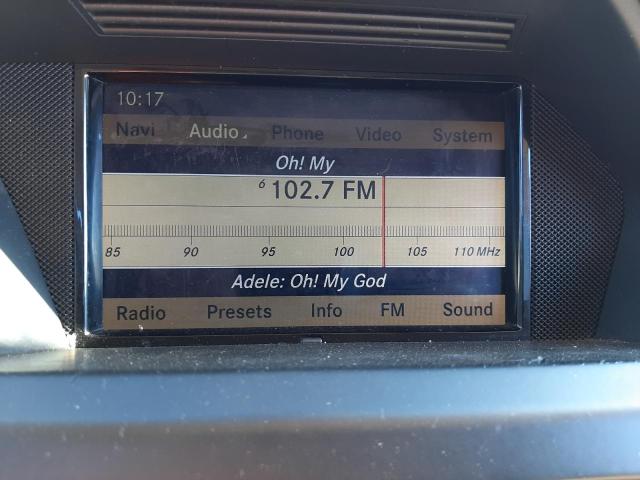 10:17
Navi Audio Phone Video System
Oh! My
6 102.7 FM
85 90 95 100 105 110 MHz
Adele: Oh! My God
Radio Presets Info FM Sound